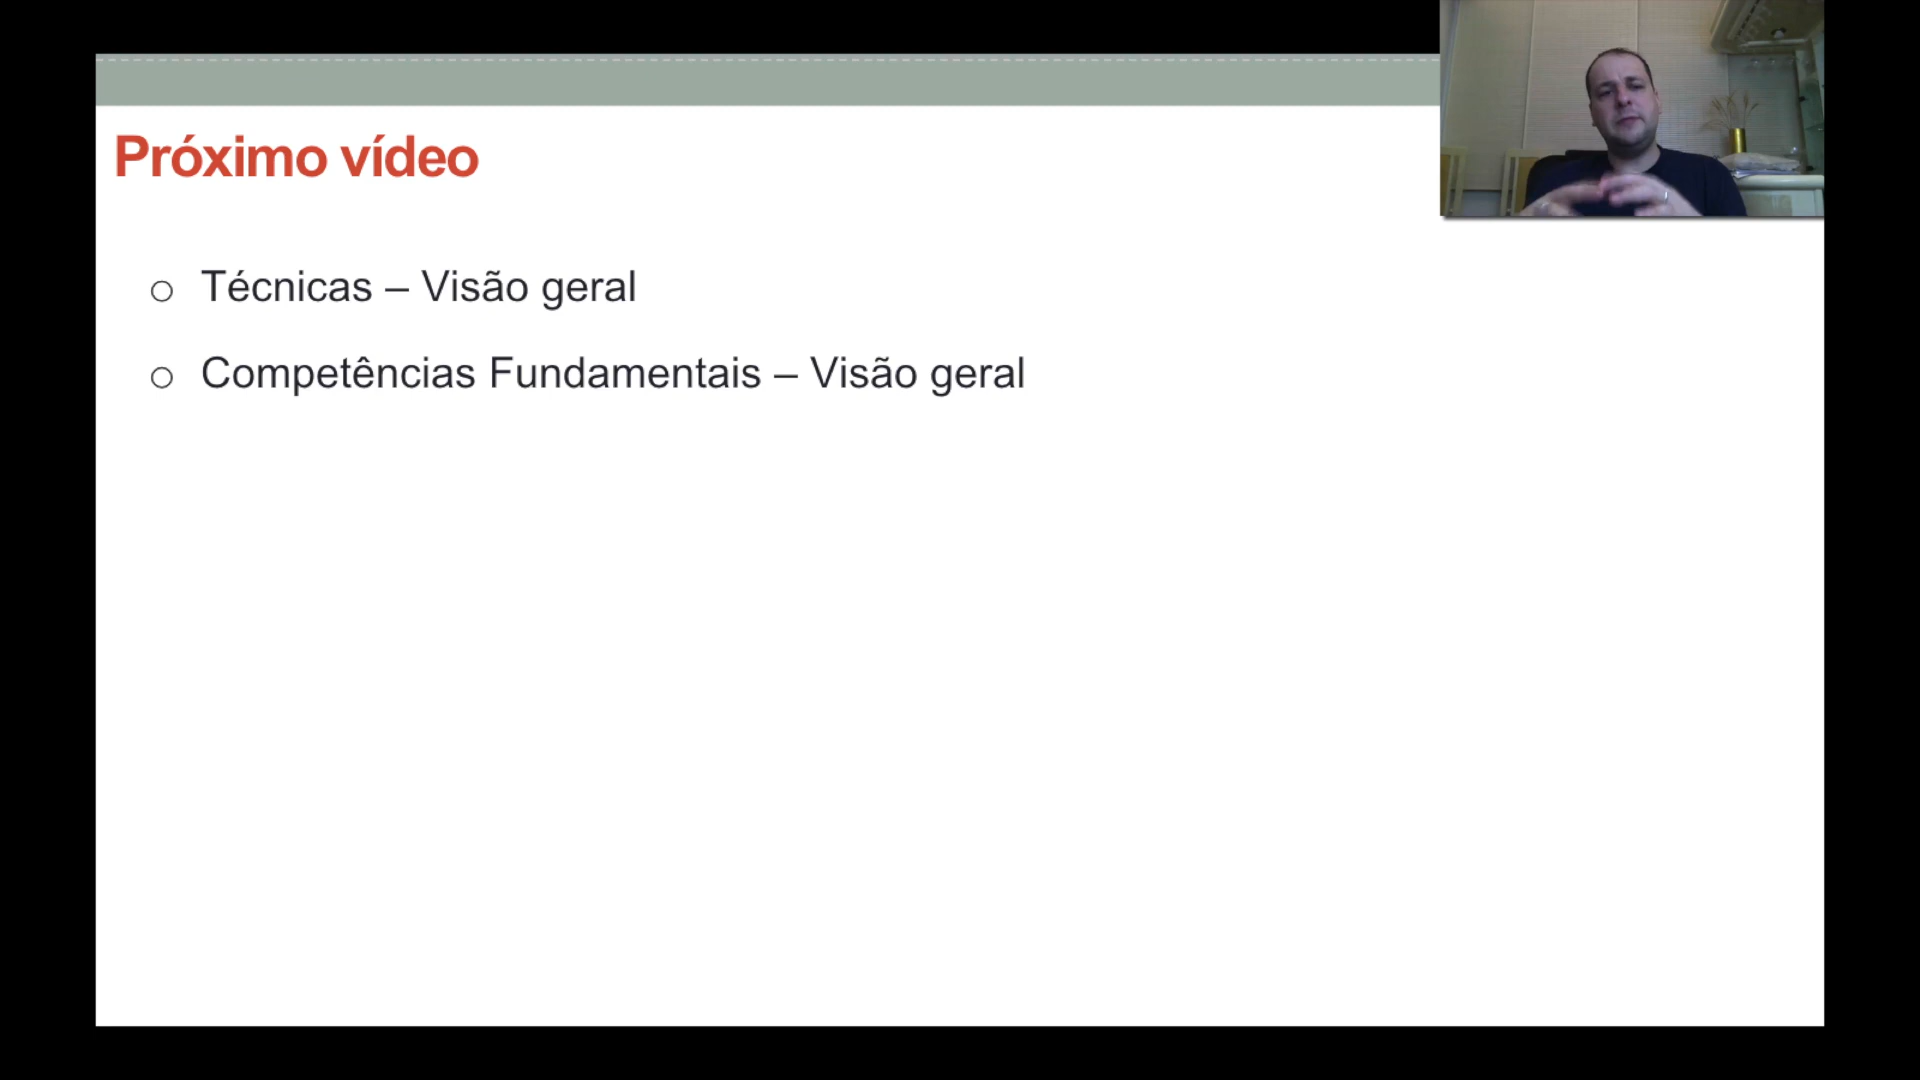 Próximo vídeo
Técnicas – Visão geral
Competências Fundamentais – Visão geral